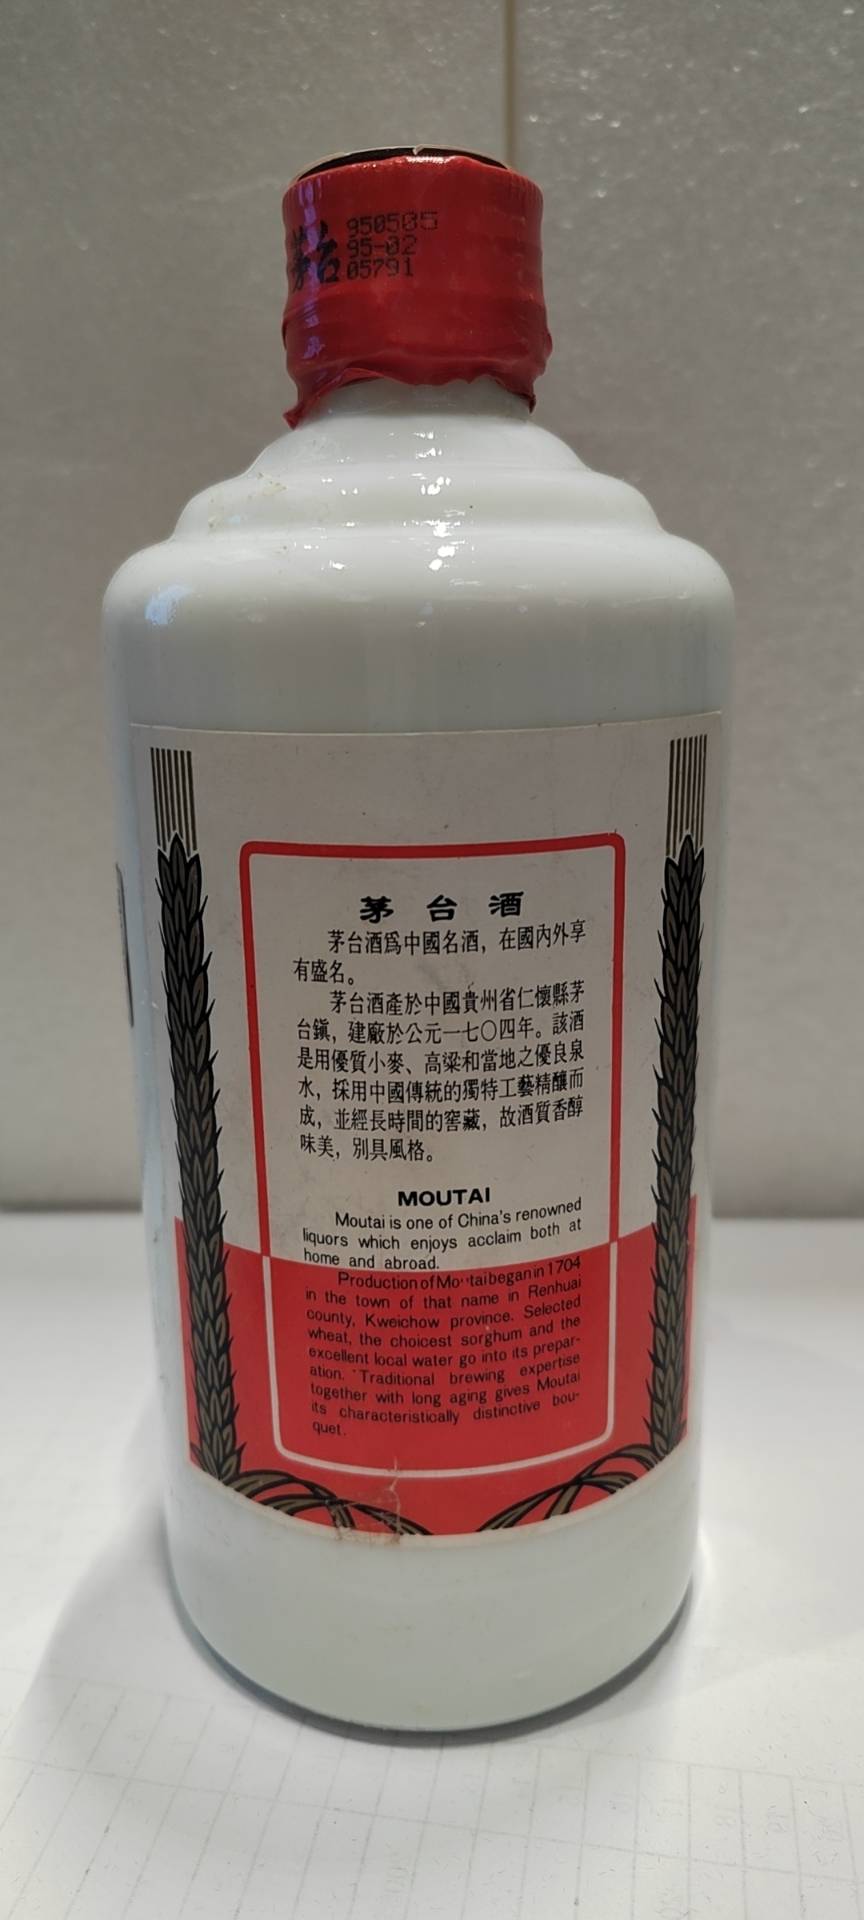 茅台
950505
95-02
05791
茅台酒
茅台酒爲中國名酒，在國内外享
有盛名。
茅台酒產於中國貴州省仁懷縣茅
台鎮，建廠於公元一七〇四年。該酒
是用優質小麥、高粱和當地之優良泉
水，採用中國傳統的獨特工藝精釀而
成，並經長時間的窖藏，故酒質香醇
味美，別具風格。
MOUTAI
Moutai is one of China's renowned
liquors which enjoys acclaim both at
home and abroad.
Production of Moutai began in 1704
in the town of that name in Renhuai
county, Kweichow province. Selected
wheat, the choicest sorghum and the
excellent local water go into its prepar-
ation. Traditional brewing expertise
together with long aging gives Moutai
its characteristically distinctive bou-
quet.